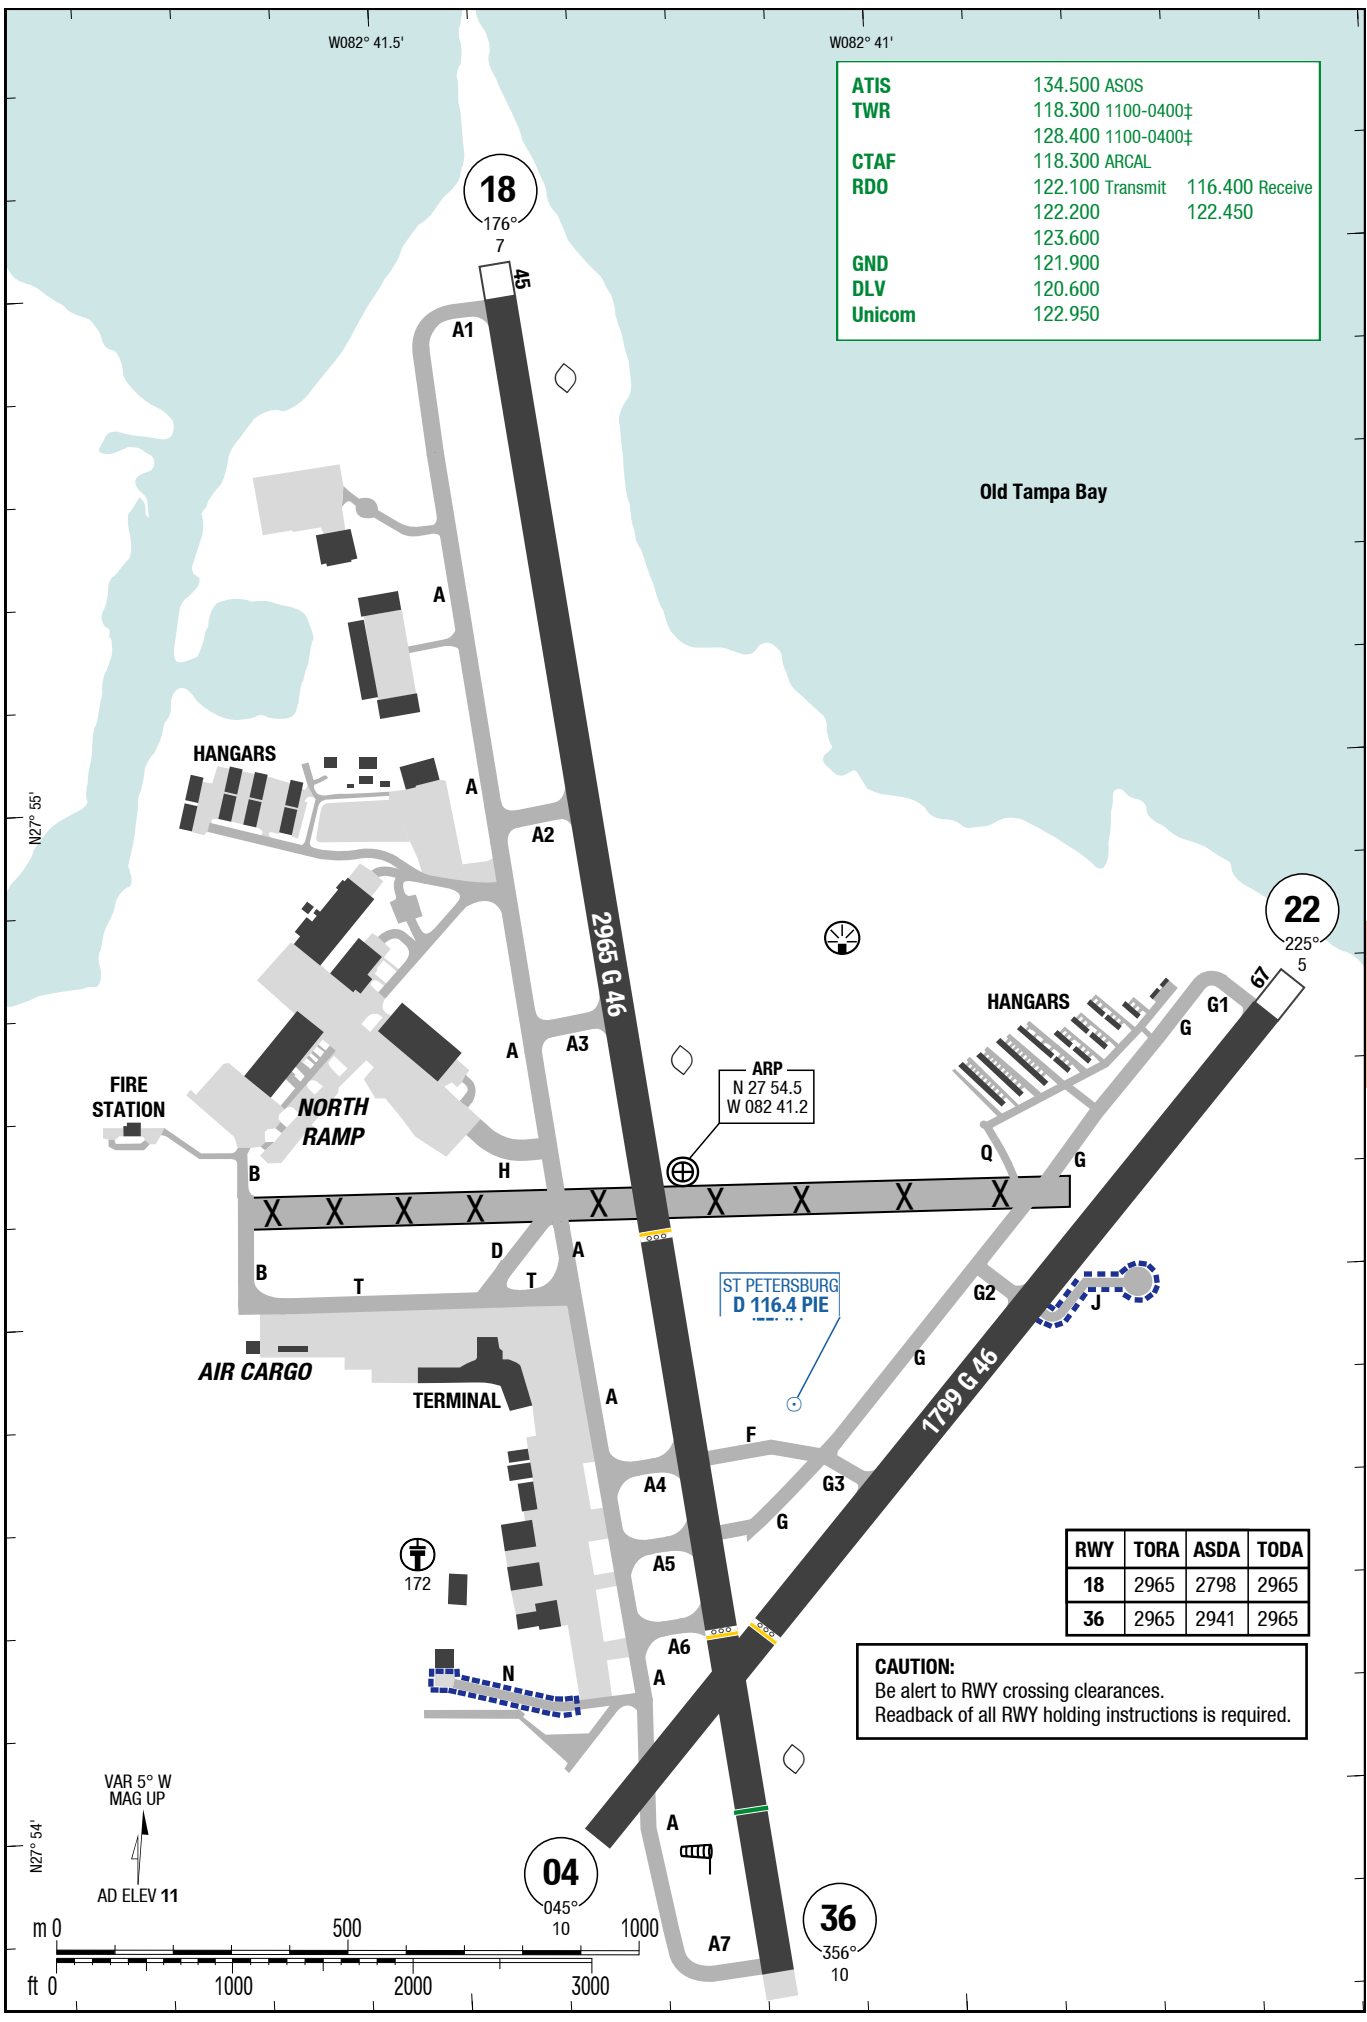 W082° 41.5'
W082° 41'
ATIS 134.500 ASOS
TWR 118.300 1100-0400‡
128.400 1100-0400‡
CTAF 118.300 ARCAL
RDO 122.100 Transmit 116.400 Receive
122.200 122.450
123.600
GND 121.900
DLV 120.600
Unicom 122.950
18
176°
7
45
A1
Old Tampa Bay
A
HANGARS
A
N27° 55'
A2
22
225°
5
67
2965 G 46
HANGARS
G1
G
A3
A
ARP
N 27 54.5
W 082 41.2
FIRE
STATION
NORTH
RAMP
B
H
Q
G
X X X X X X X X X
D
A
B
T
T
ST PETERSBURG
D 116.4 PIE
G2
J
AIR CARGO
TERMINAL
G
1799 G 46
A
F
A4
G3
G
A5
172
RWY TORA ASDA TODA
18 2965 2798 2965
36 2965 2941 2965
A6
A
N
CAUTION:
Be alert to RWY crossing clearances.
Readback of all RWY holding instructions is required.
VAR 5° W
MAG UP
N27° 54'
A
AD ELEV 11
04
045°
10
36
356°
10
A7
m 0 500 1000
ft 0 1000 2000 3000